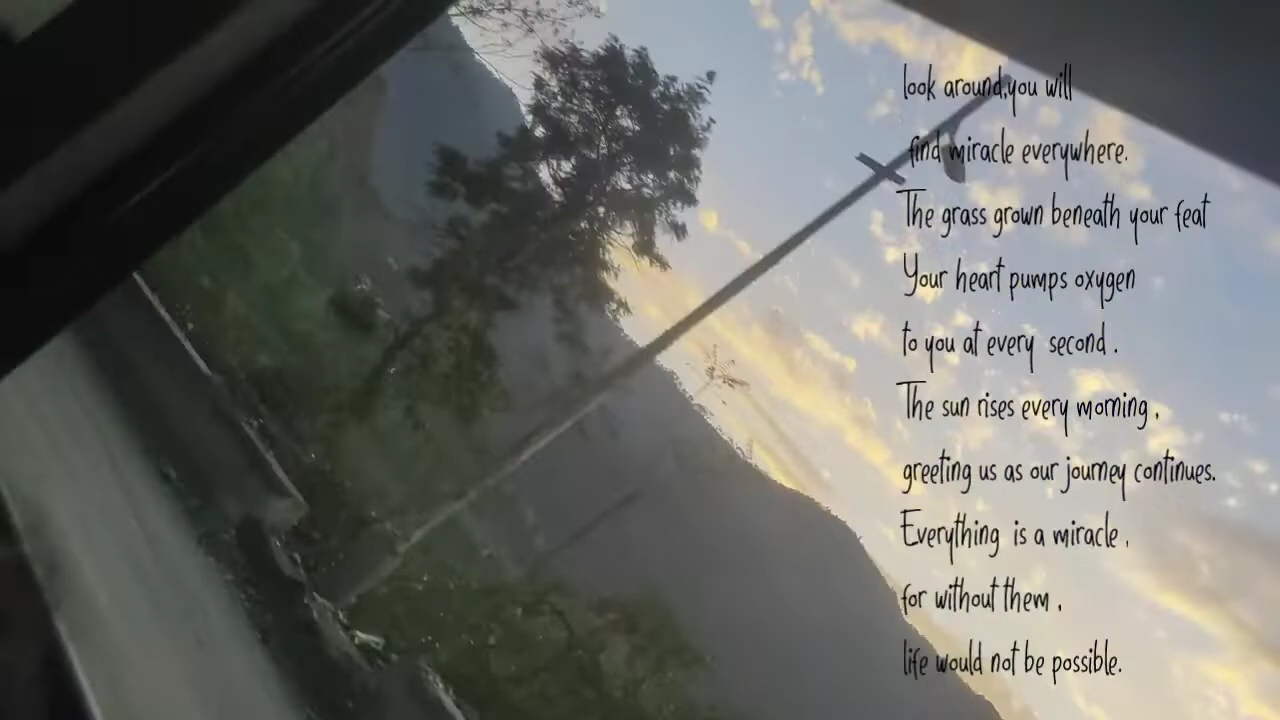 look around,you will
find miracle everywhere.
The grass grown beneath your feat
Your heart pumps oxygen
to you at every second .
The sun rises every morning ,
greeting us as our journey continues.
Everything is a miracle ,
for without them ,
life would not be possible.